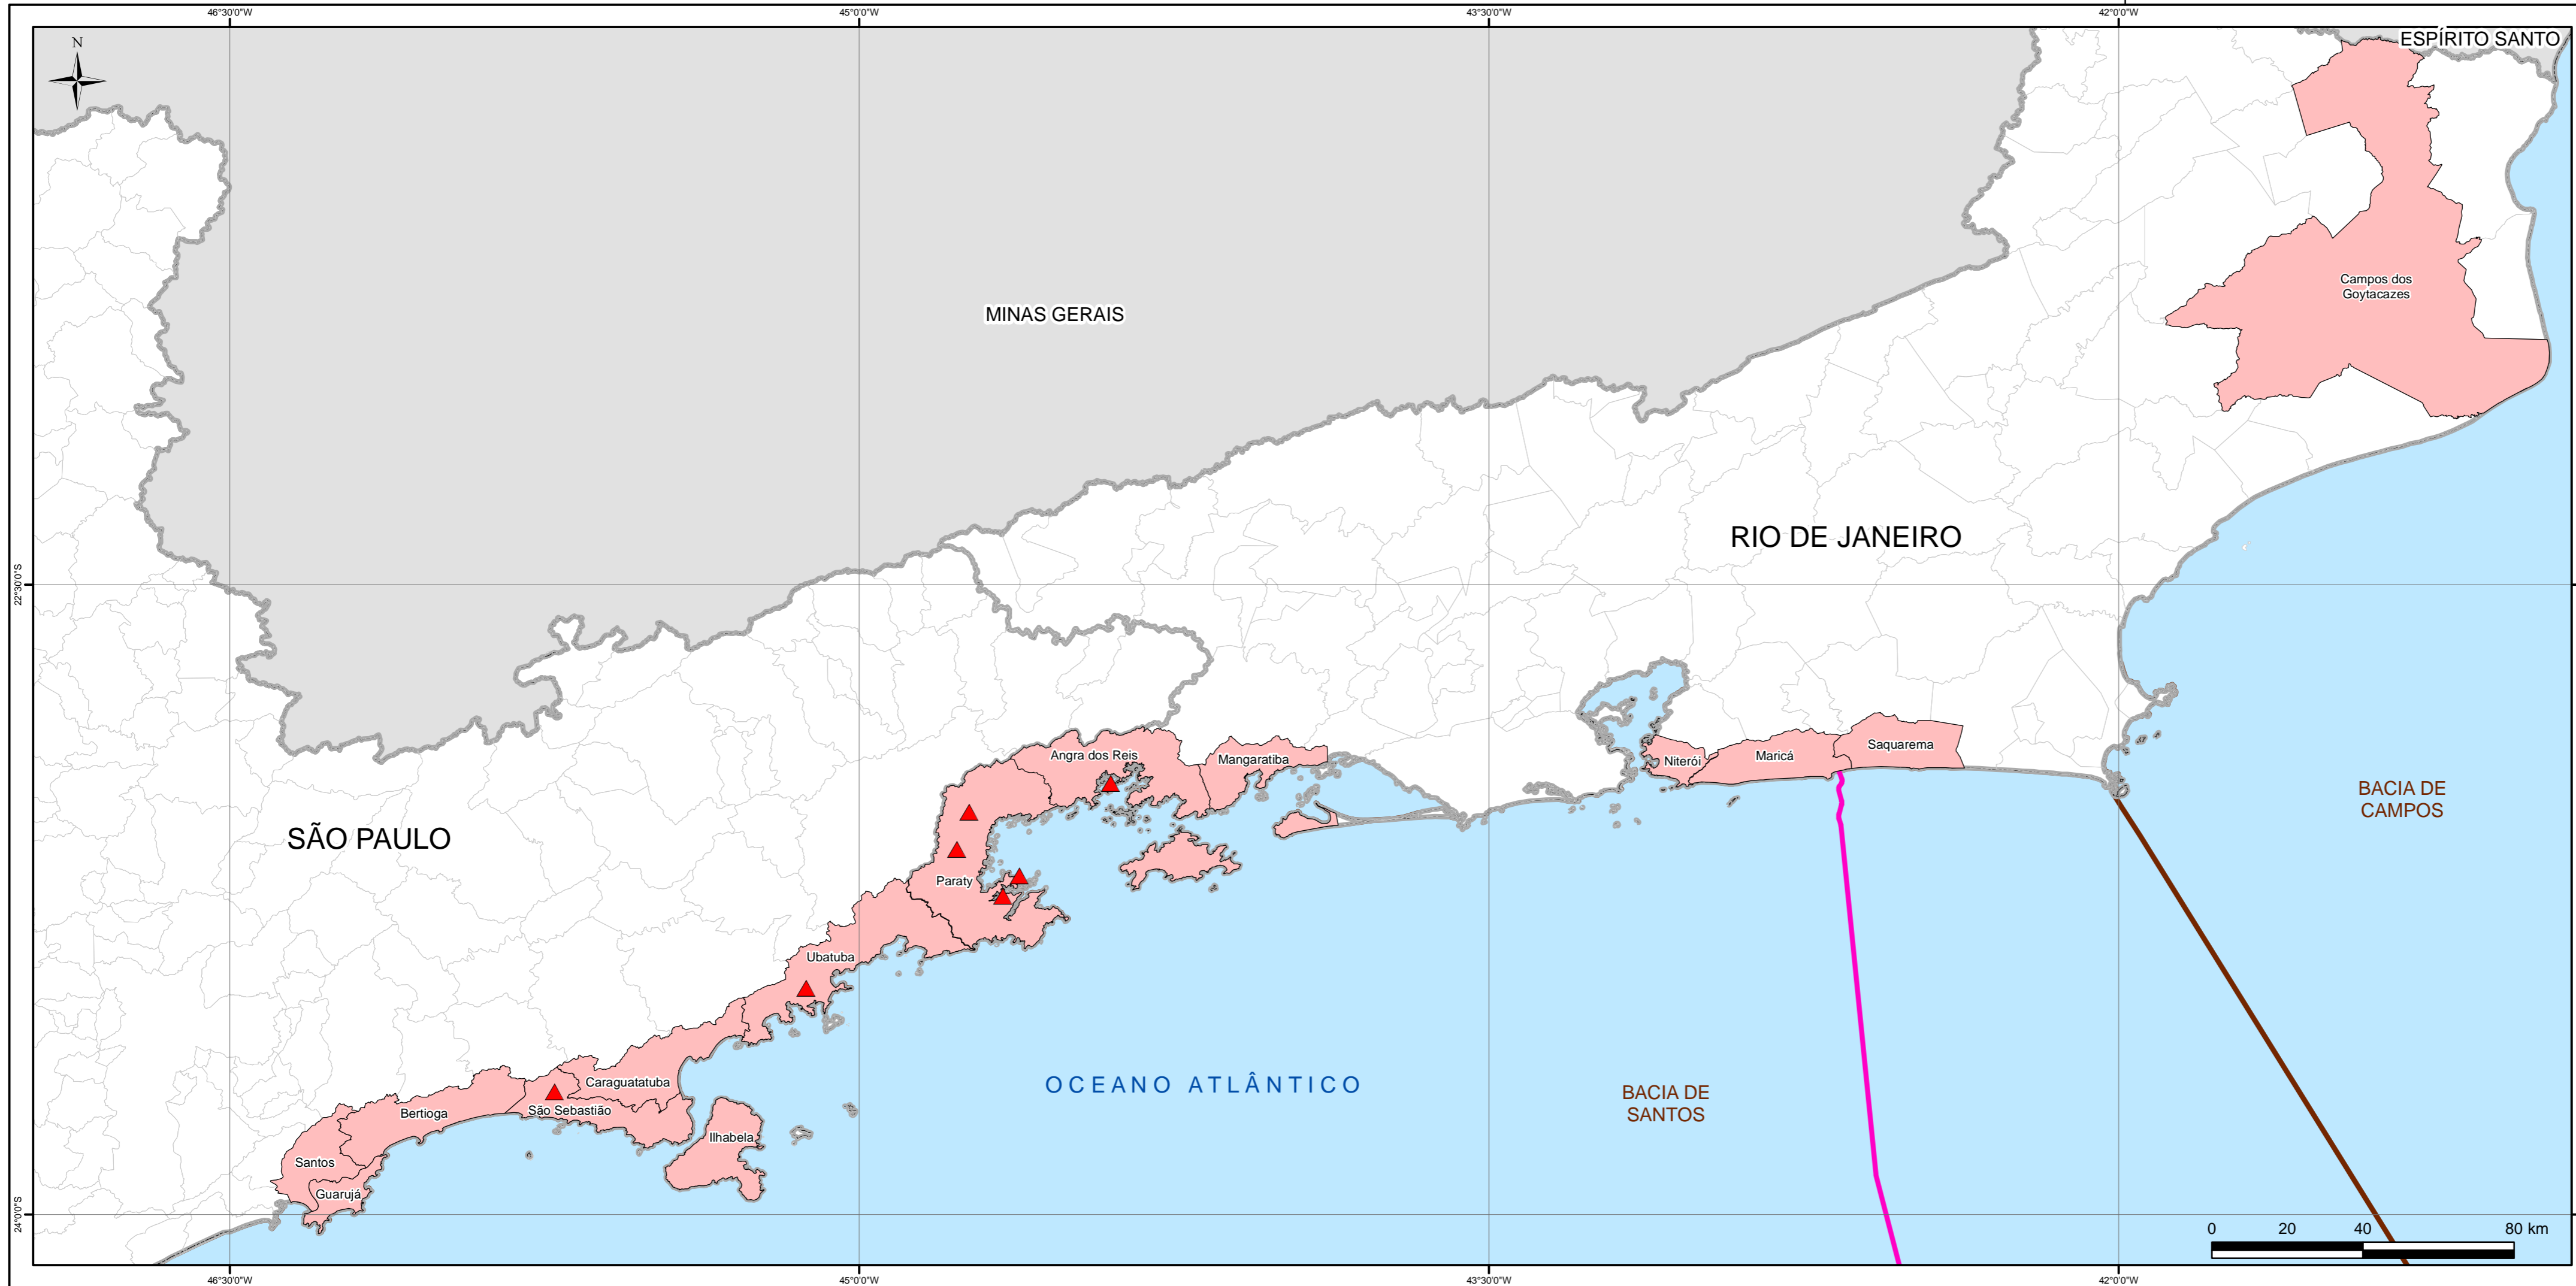 46°30'0"W
45°0'0"W
43°30'0"W
42°0'0"W
N
ESPÍRITO SANTO
MINAS GERAIS
Campos dos
Goytacazes
RIO DE JANEIRO
22°30'0"S
SÃO PAULO
Angra dos Reis
Mangaratiba
Niterói
Maricá
Saquarema
BACIA DE
CAMPOS
Paraty
Ubatuba
OCEANO ATLÂNTICO
BACIA DE
SANTOS
Caraguatatuba
São Sebastião
Bertioga
Ilhabela
Santos
Guarujá
24°0'0"S
0 20 40 80 km
46°30'0"W
45°0'0"W
43°30'0"W
42°0'0"W